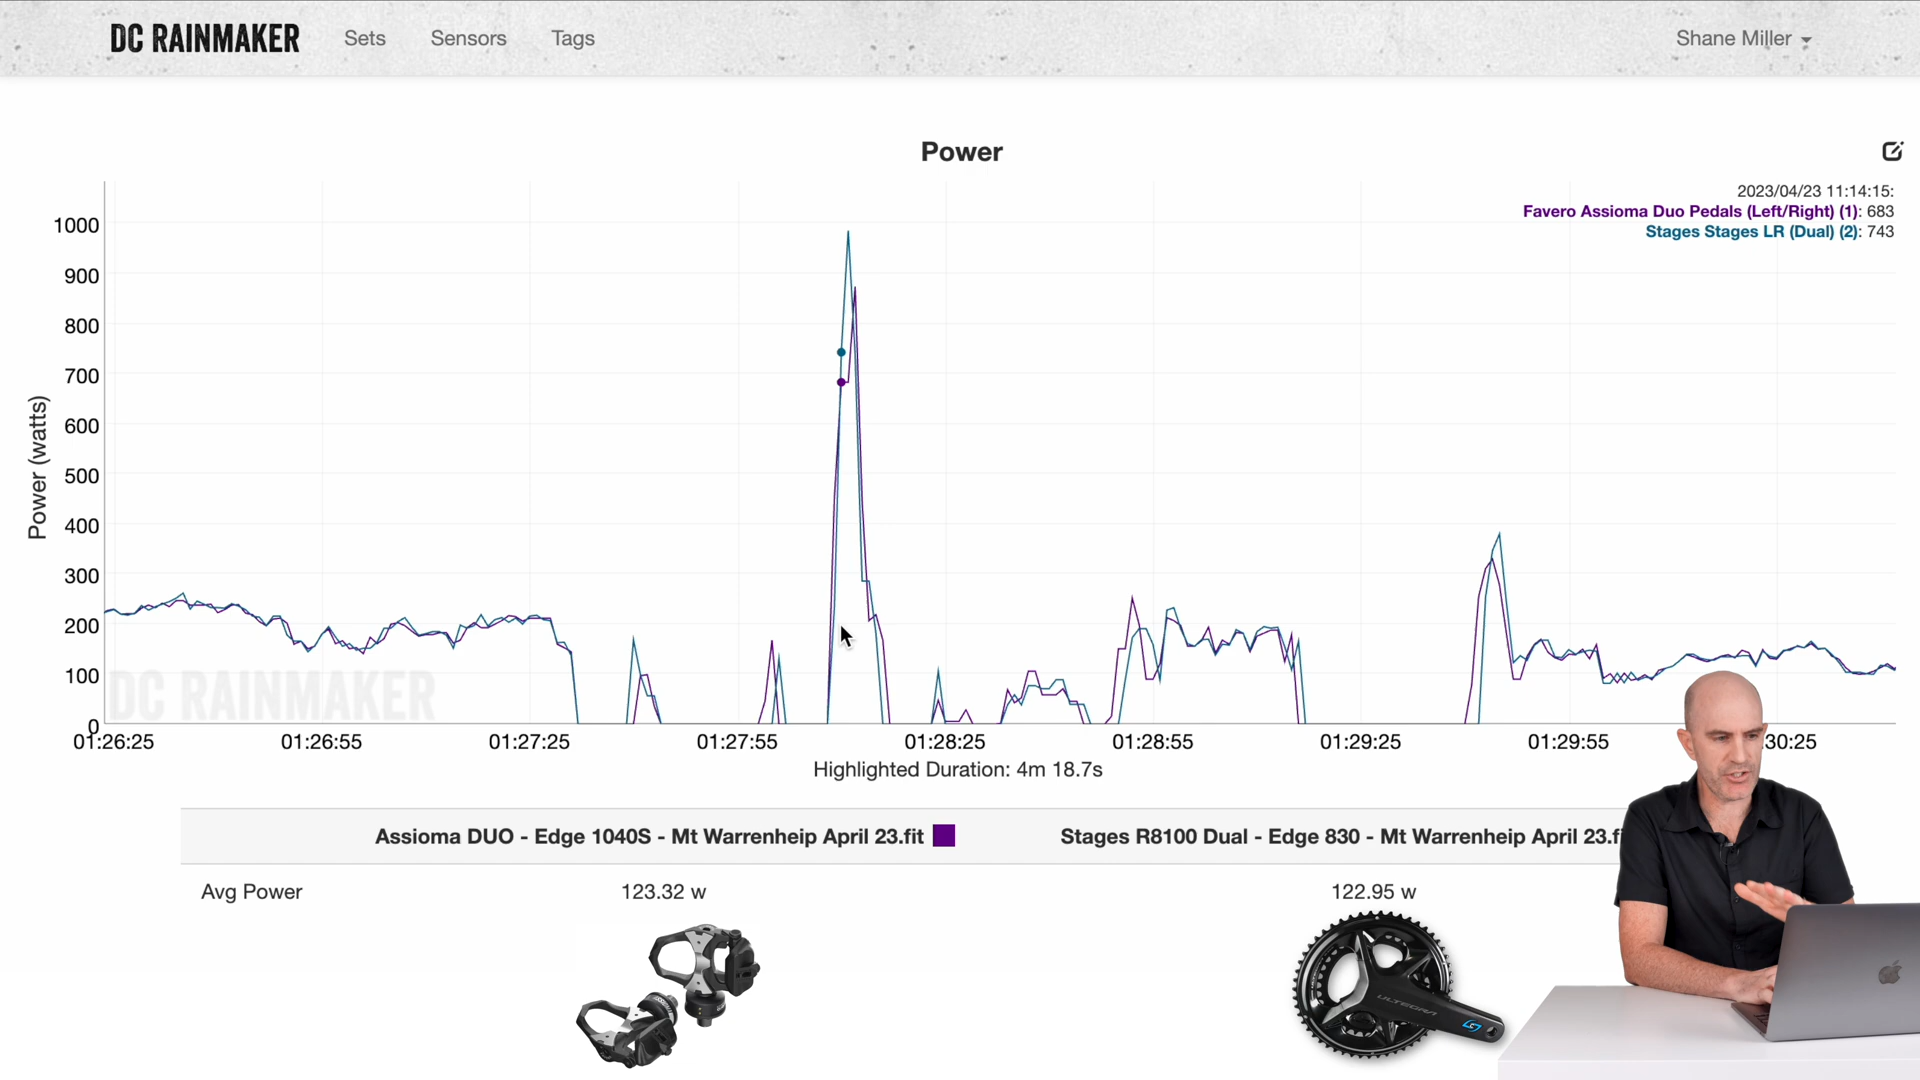 DC RAINMAKER
Sets
Sensors
Tags
Shane Miller
Power
2023/04/23 11:14:15:
Favero Assioma Duo Pedals (Left/Right) (1): 683
Stages Stages LR (Dual) (2): 743
Power (watts)
1000
900
800
700
600
500
400
300
200
100
0
DC RAINMAKER
01:26:25
01:26:55
01:27:25
01:27:55
01:28:25
01:28:55
01:29:25
01:29:55
:30:25
Highlighted Duration: 4m 18.7s
Assioma DUO - Edge 1040S - Mt Warrenheip April 23.fit
Stages R8100 Dual - Edge 830 - Mt Warrenheip April 23.fi
Avg Power
123.32 w
122.95 w
ULTEGRA